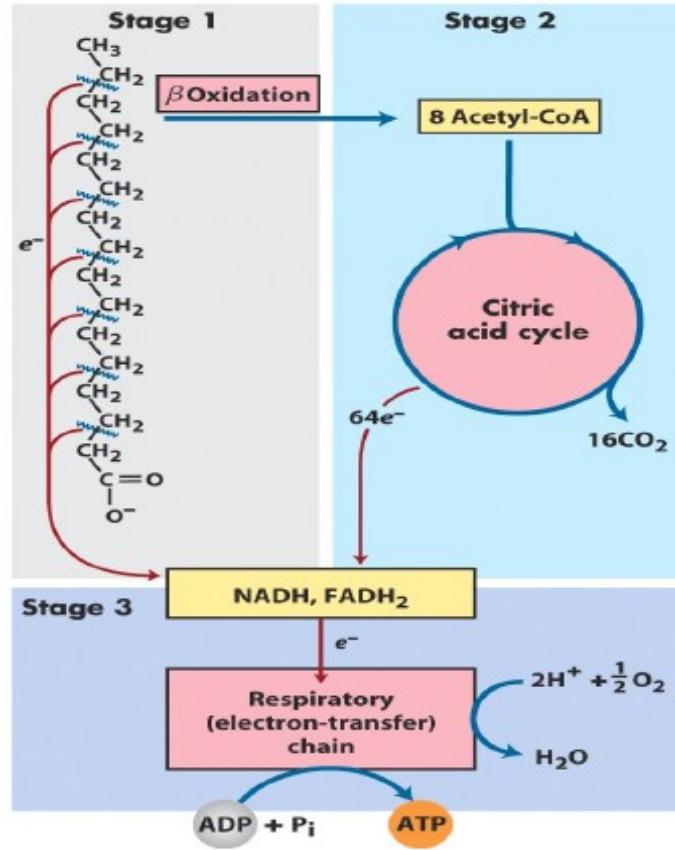 Stage 1
Stage 2
CH₃
CH₂
β Oxidation
CH₂
8 Acetyl-CoA
CH₂
CH₂
CH₂
CH₂
e⁻
CH₂
CH₂
CH₂
Citric
acid cycle
CH₂
CH₂
CH₂
CH₂
64e⁻
CH₂
16CO₂
CH₂
C=O
O⁻
NADH, FADH₂
Stage 3
e⁻
Respiratory
(electron-transfer)
chain
2H⁺ + ½O₂
H₂O
ADP + Pᵢ
ATP